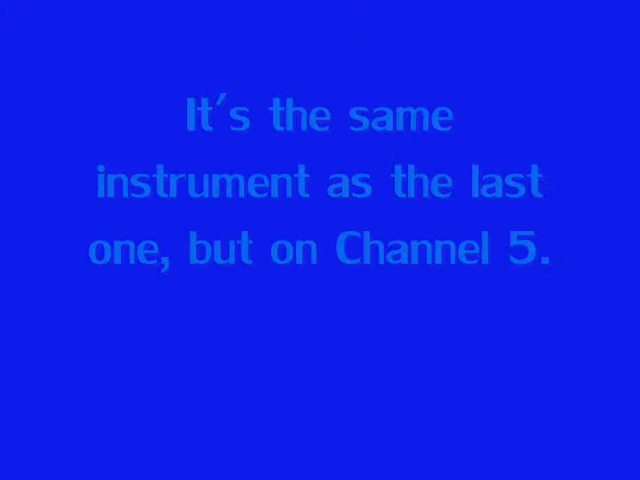 It's the same
instrument as the last
one, but on Channel 5.